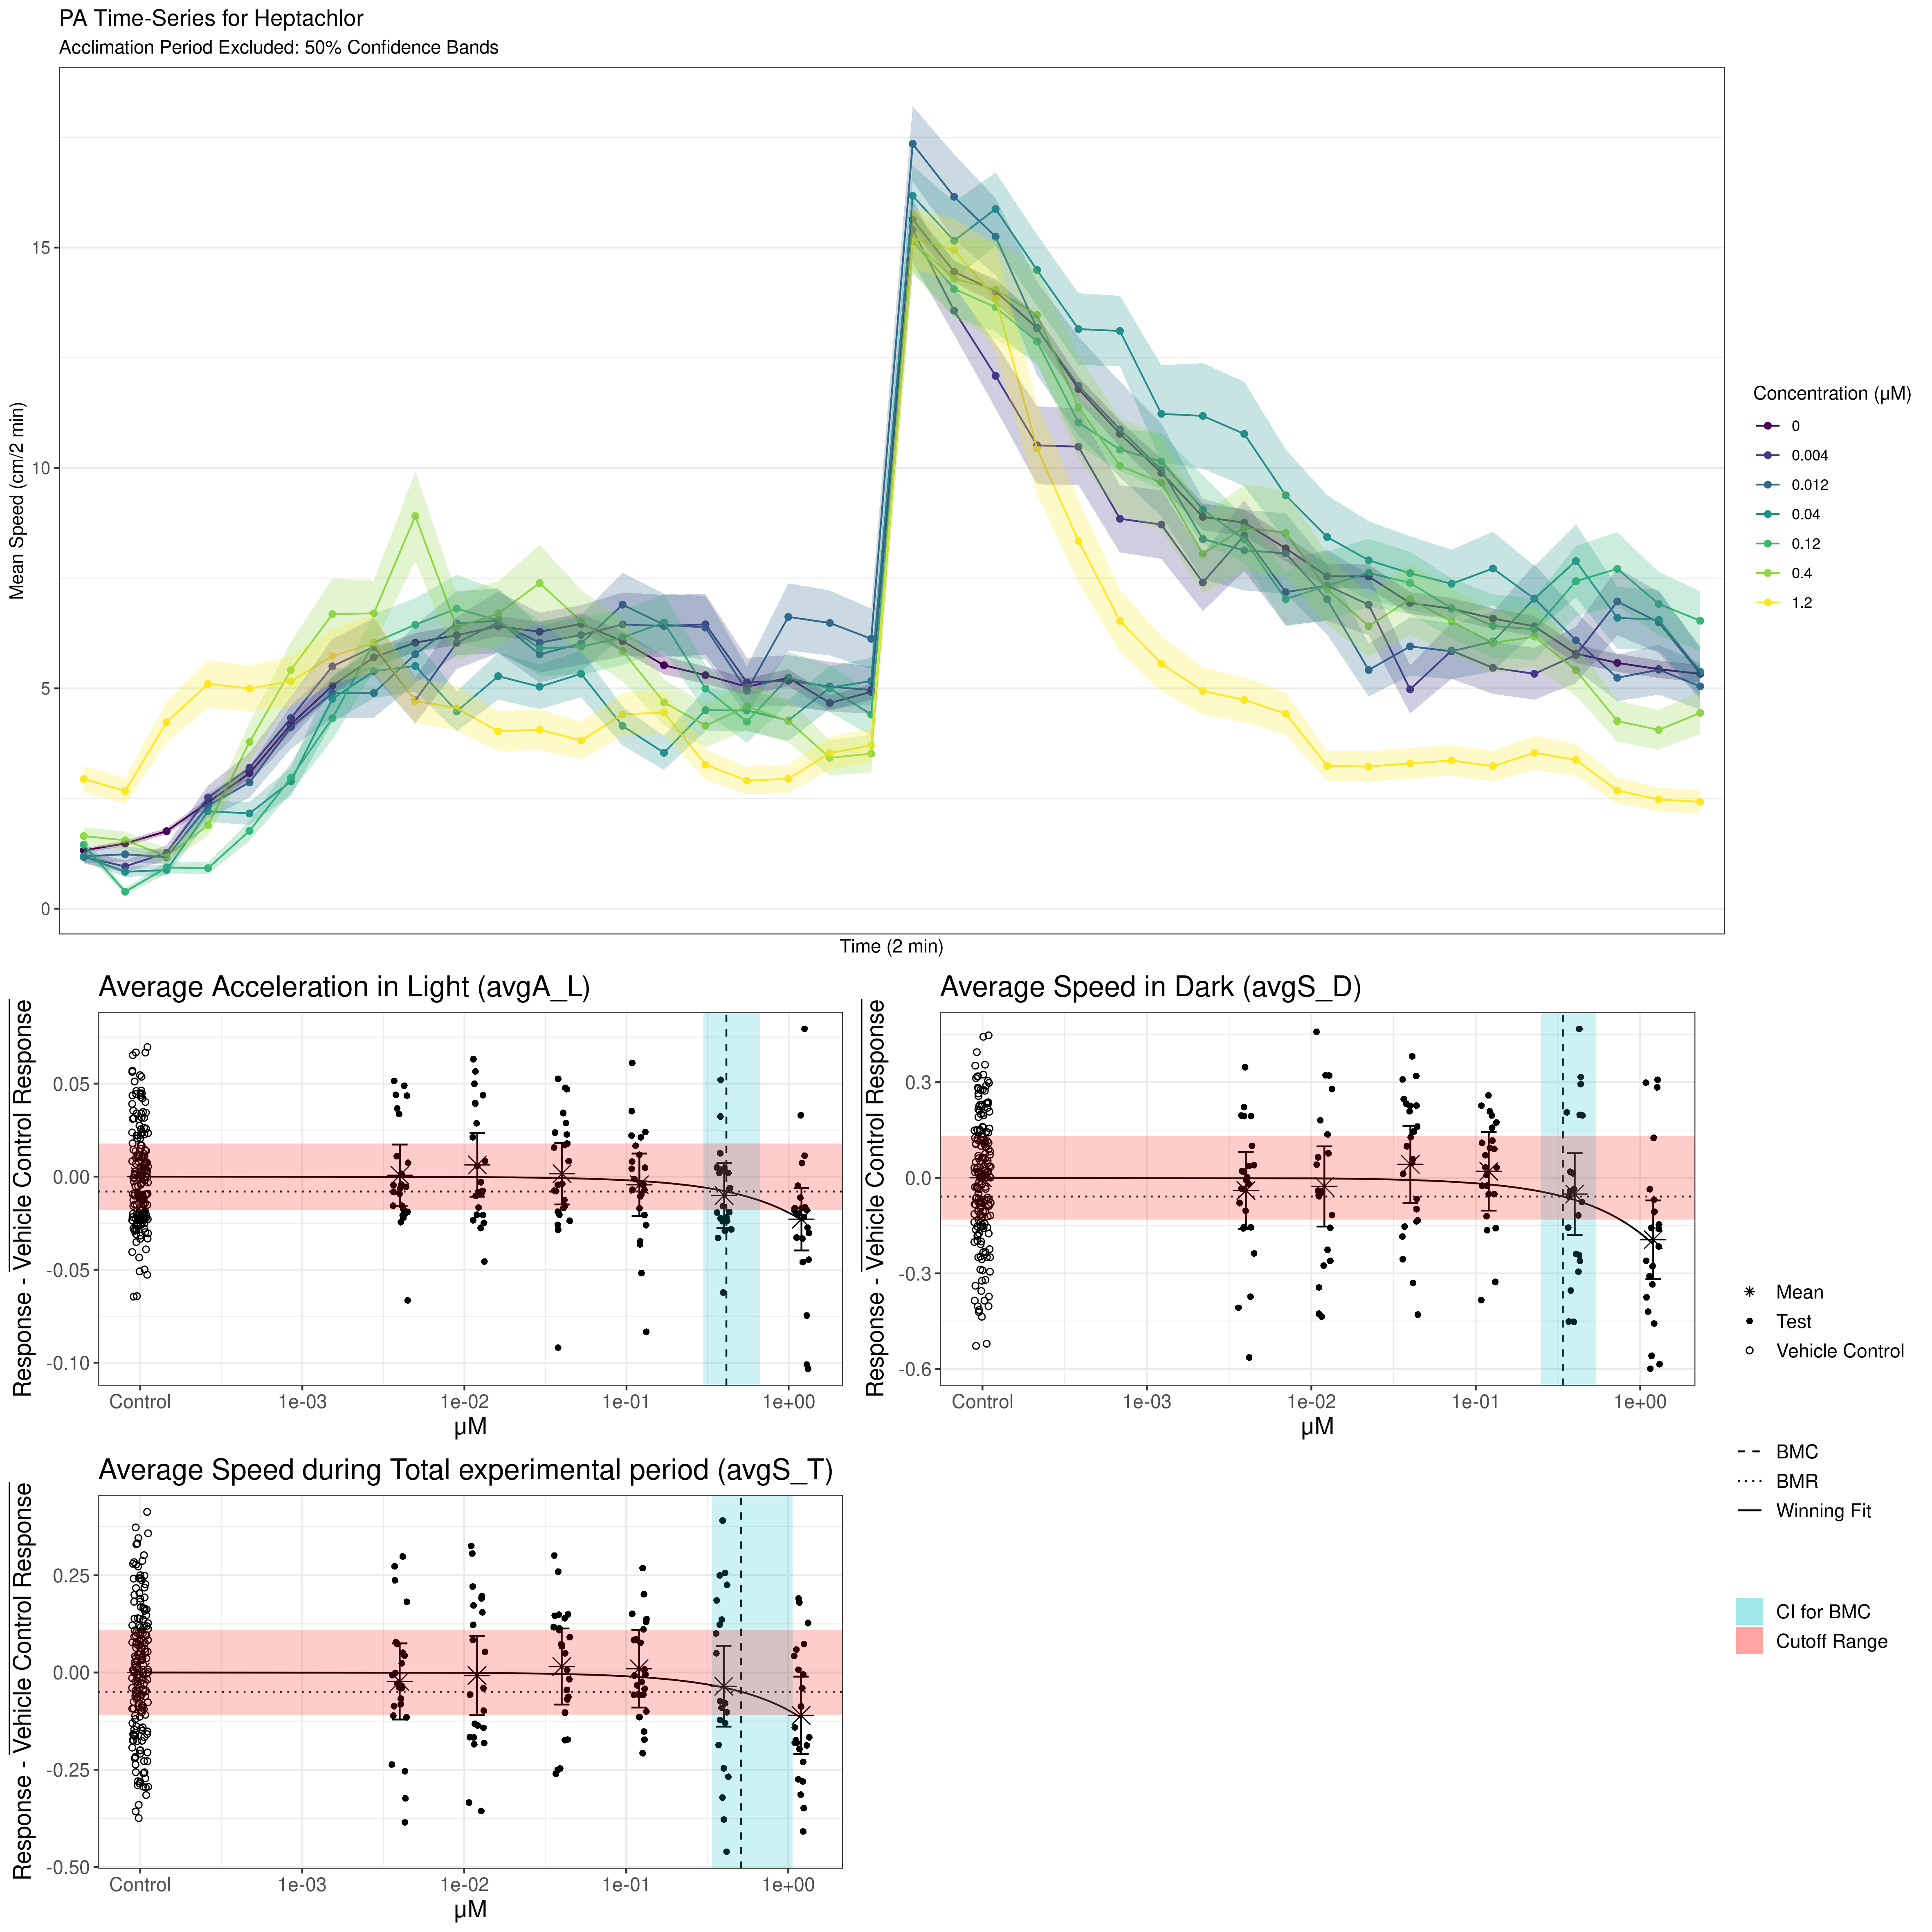 PA Time-Series for Heptachlor
Acclimation Period Excluded: 50% Confidence Bands
Mean Speed (cm/2 min)
15
10
5
0
Time (2 min)
Concentration (µM)
0
0.004
0.012
0.04
0.12
0.4
1.2
Average Acceleration in Light (avgA_L)
Response - Vehicle Control Response
0.05
0.00
-0.05
-0.10
Control
1e-03
1e-02
1e-01
1e+00
µM
Average Speed in Dark (avgS_D)
Response - Vehicle Control Response
0.3
0.0
-0.3
-0.6
Control
1e-03
1e-02
1e-01
1e+00
µM
Average Speed during Total experimental period (avgS_T)
Response - Vehicle Control Response
0.25
0.00
-0.25
-0.50
Control
1e-03
1e-02
1e-01
1e+00
µM
Mean
Test
Vehicle Control
BMC
BMR
Winning Fit
CI for BMC
Cutoff Range